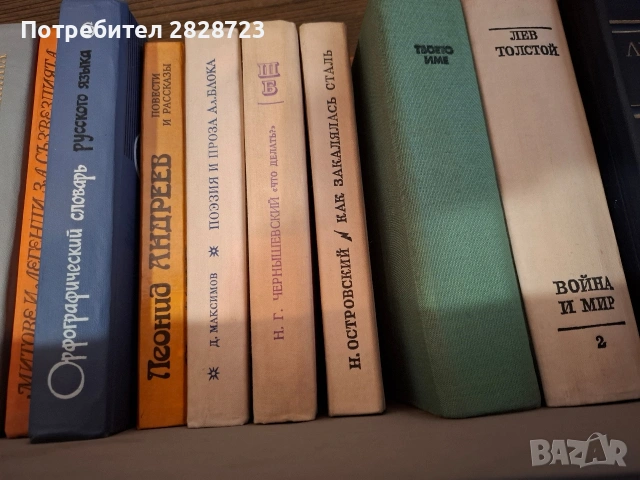 Потребител 2828723
МИТОВЕ И ЛЕГЕНДИ ЗА СЪЗВЕЗДИЯТА
Орфографический словарь русского языка
Леонид АНДРЕЕВ
ПОВЕСТИ
И РАССКАЗЫ
Д. МАКСИМОВ ПОЭЗИЯ И ПРОЗА АЛ. БЛОКА
Н. Г. ЧЕРНЫШЕВСКИЙ «ЧТО ДЕЛАТЬ?»
ШБ
Н. ОСТРОВСКИЙ КАК ЗАКАЛЯЛАСЬ СТАЛЬ
ТВОЕТО
ИМЕ
ЛЕВ
ТОЛСТОЙ
ВОЙНА
И МИР
2
BAZAR